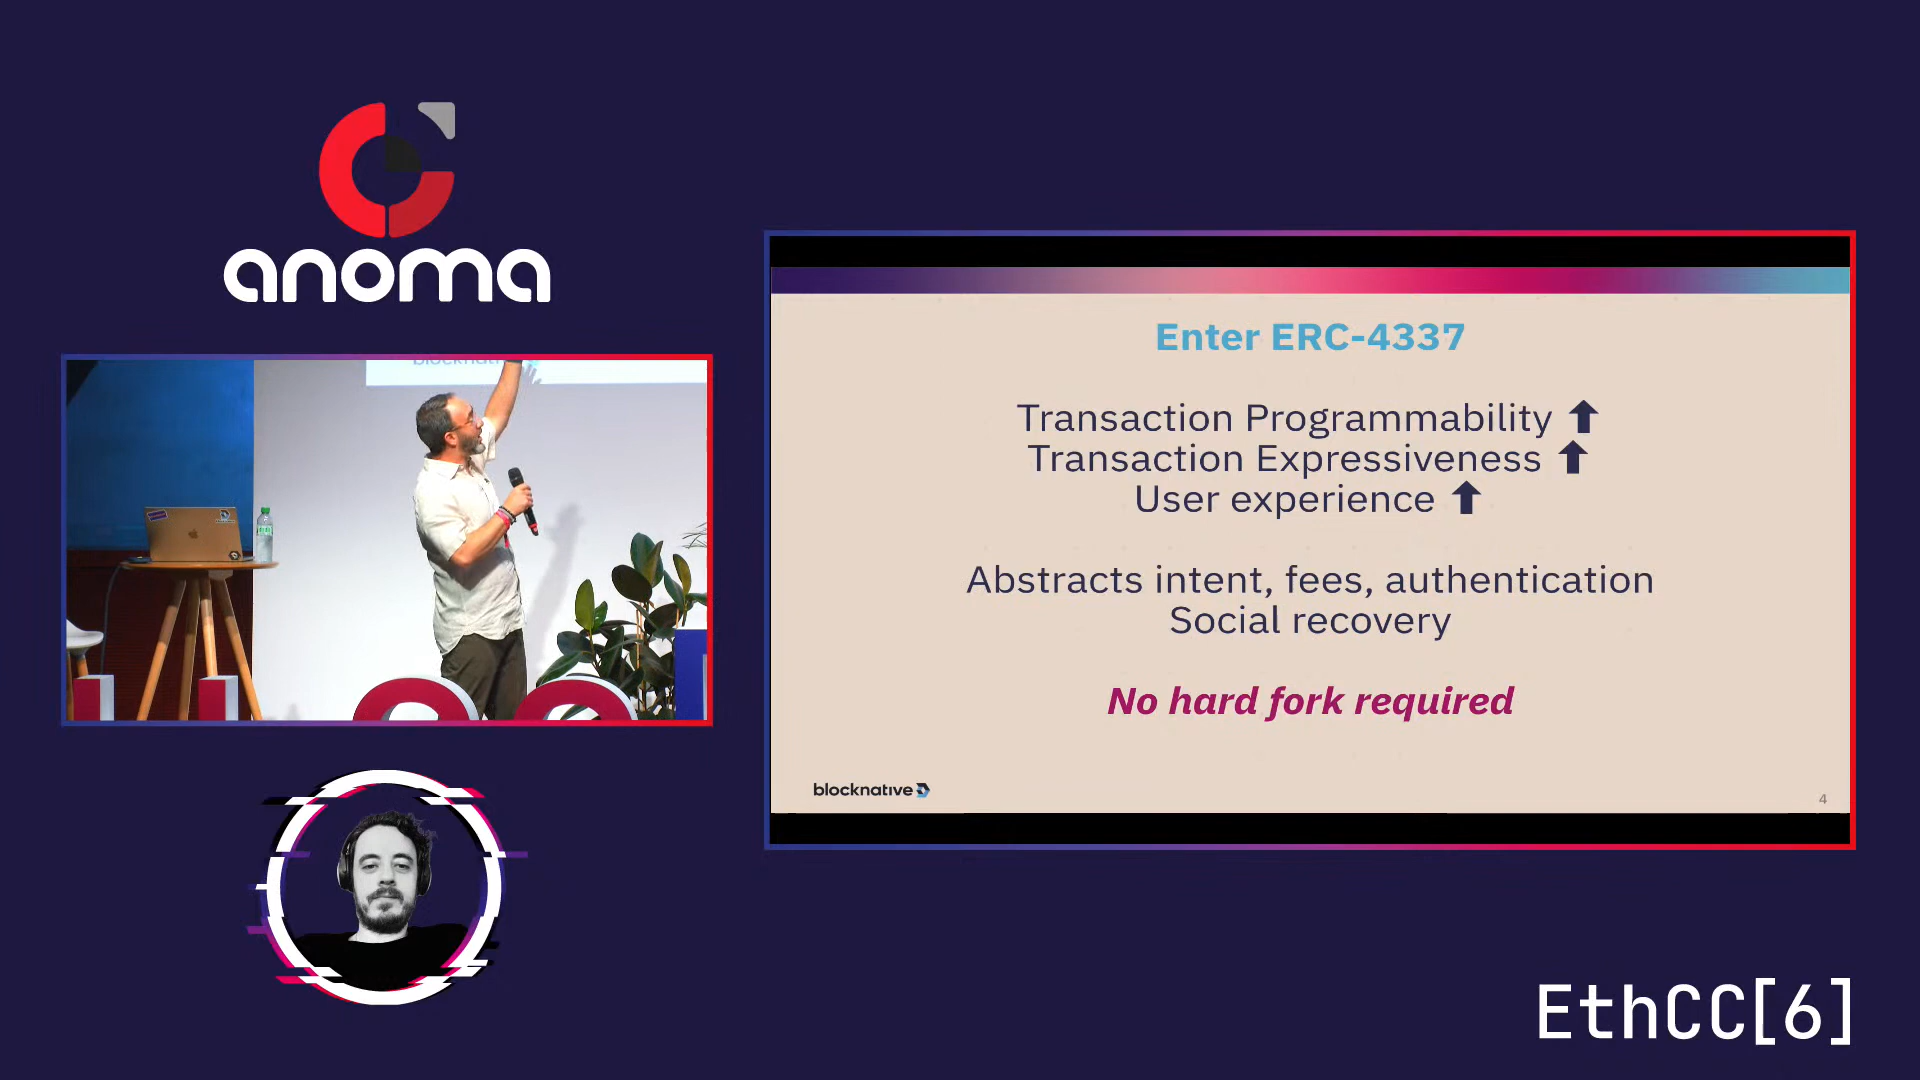 anoma
blocknative
Enter ERC-4337
Transaction Programmability ⬆
Transaction Expressiveness ⬆
User experience ⬆
Abstracts intent, fees, authentication
Social recovery
No hard fork required
blocknative
4
EthCC[6]